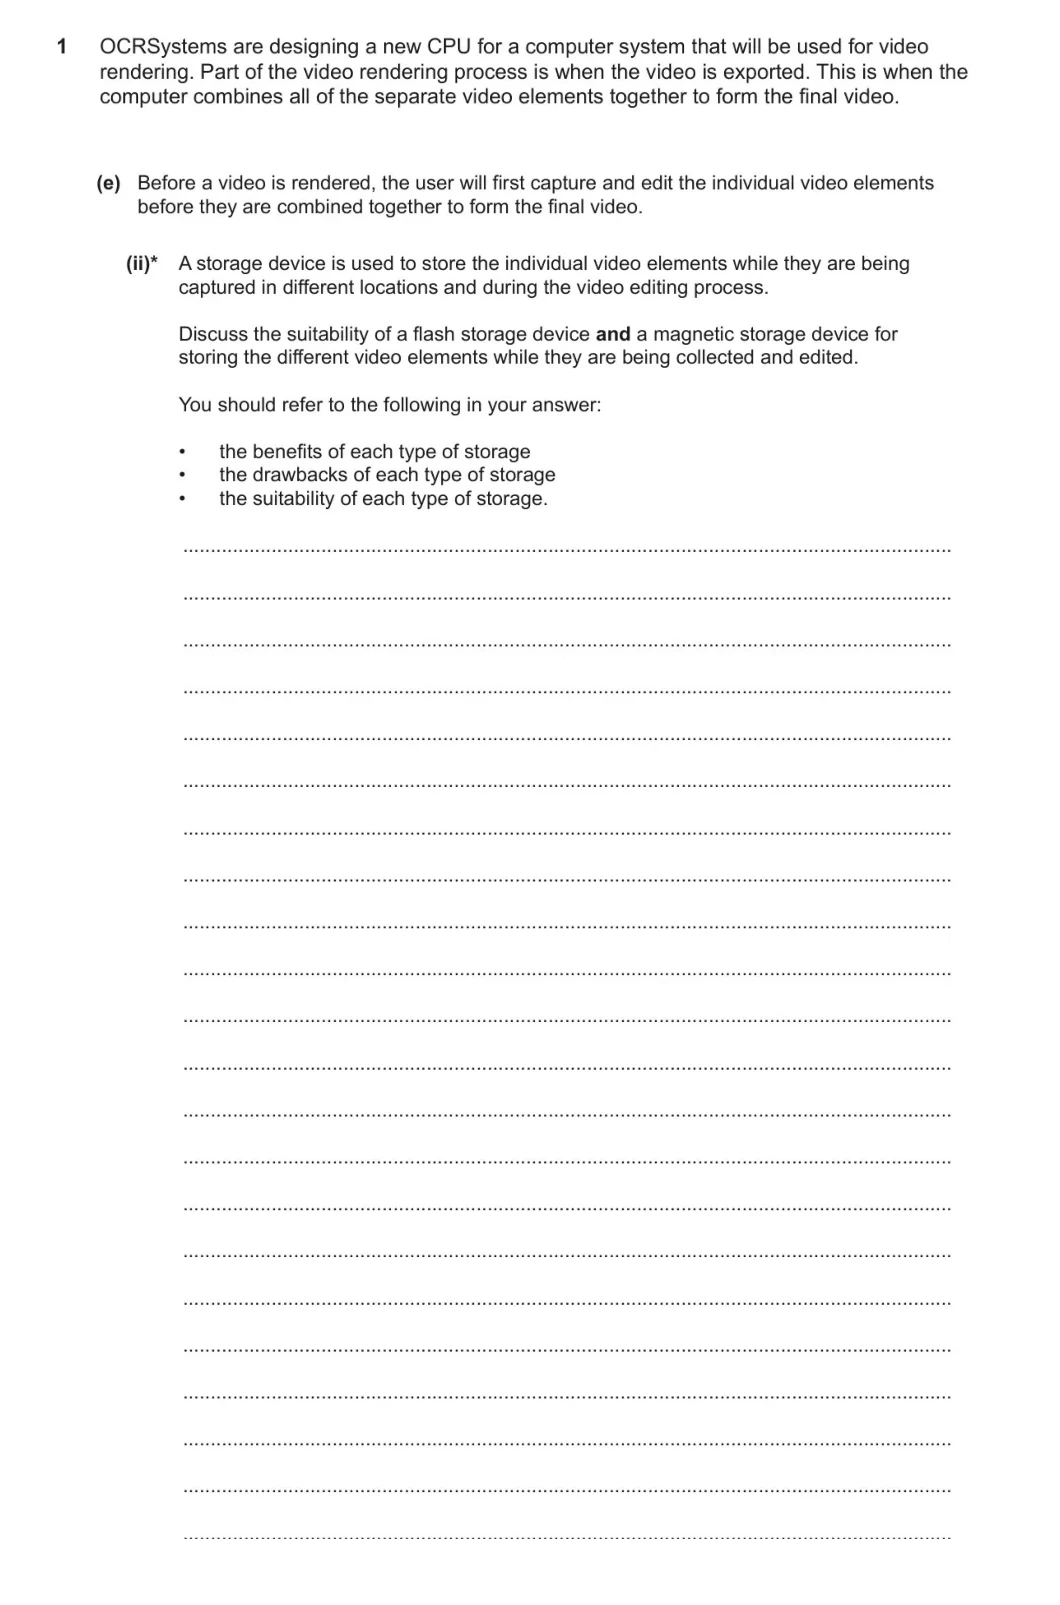 1 OCRSystems are designing a new CPU for a computer system that will be used for video
rendering. Part of the video rendering process is when the video is exported. This is when the
computer combines all of the separate video elements together to form the final video.
(e) Before a video is rendered, the user will first capture and edit the individual video elements
before they are combined together to form the final video.
(ii)* A storage device is used to store the individual video elements while they are being
captured in different locations and during the video editing process.
Discuss the suitability of a flash storage device and a magnetic storage device for
storing the different video elements while they are being collected and edited.
You should refer to the following in your answer:
• the benefits of each type of storage
• the drawbacks of each type of storage
• the suitability of each type of storage.